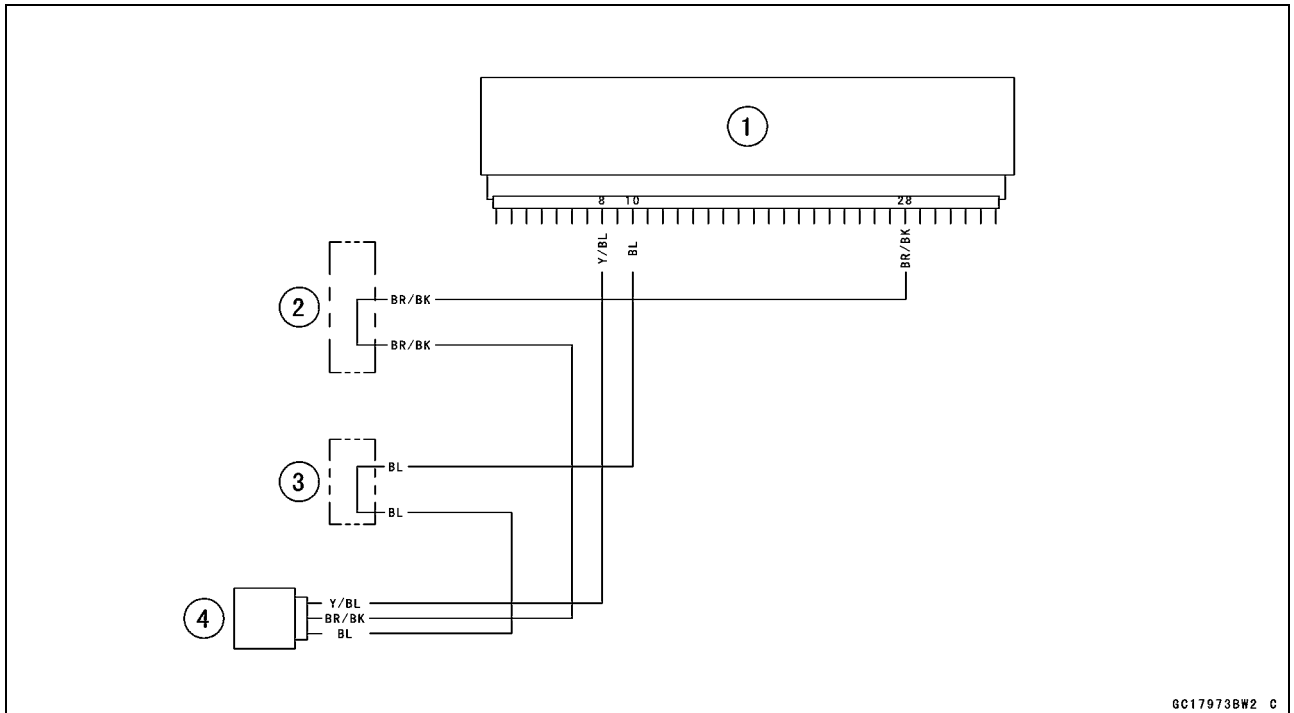 1
8 10 28
Y/BL BL BR/BK
2
BR/BK
BR/BK
3
BL
BL
4
Y/BL
BR/BK
BL
GC17973BW2 C